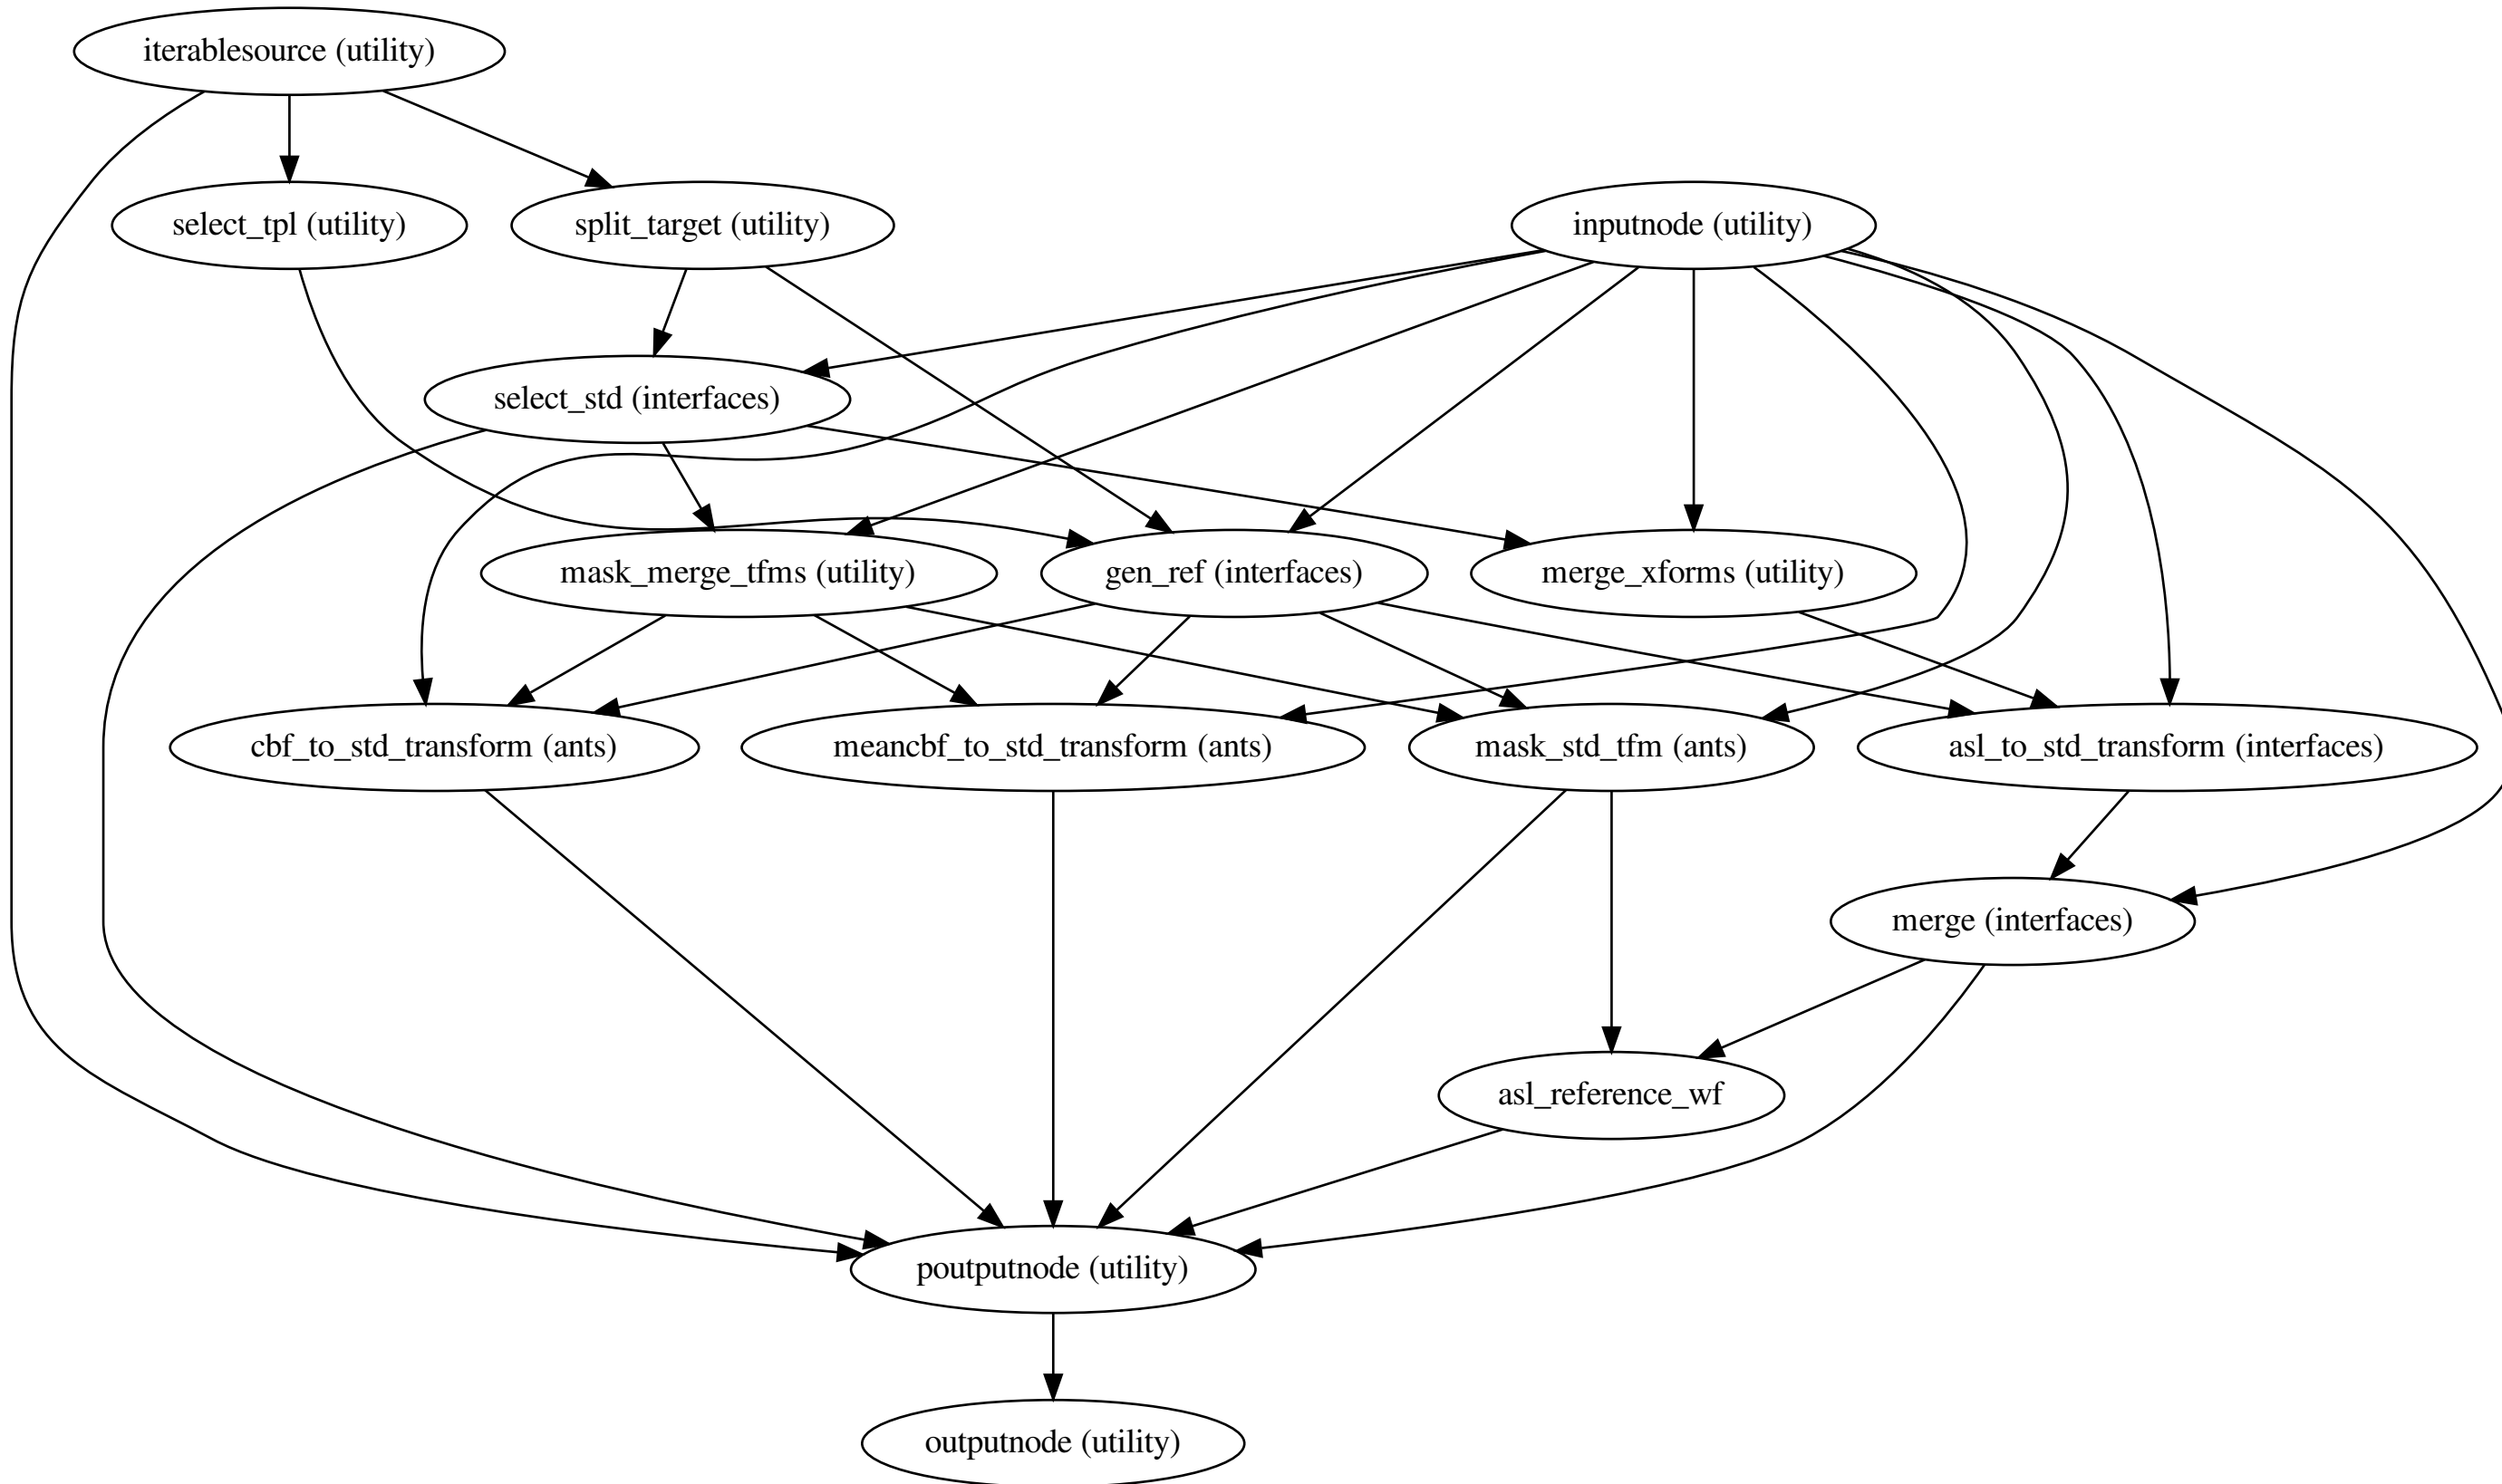 iterablesource (utility)
select_tpl (utility)
split_target (utility)
inputnode (utility)
select_std (interfaces)
mask_merge_tfms (utility)
gen_ref (interfaces)
merge_xforms (utility)
cbf_to_std_transform (ants)
meancbf_to_std_transform (ants)
mask_std_tfm (ants)
asl_to_std_transform (interfaces)
merge (interfaces)
asl_reference_wf
poutputnode (utility)
outputnode (utility)